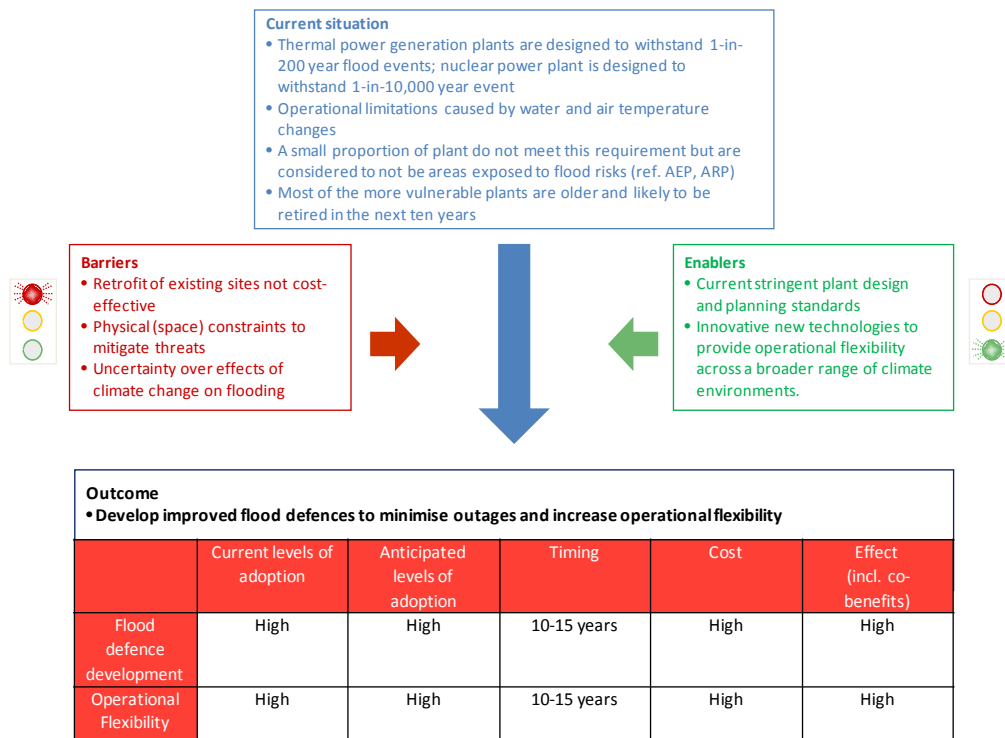 Current situation
• Thermal power generation plants are designed to withstand 1-in-
200 year flood events; nuclear power plant is designed to
withstand 1-in-10,000 year event
• Operational limitations caused by water and air temperature
changes
• A small proportion of plant do not meet this requirement but are
considered to not be areas exposed to flood risks (ref. AEP, ARP)
• Most of the more vulnerable plants are older and likely to be
retired in the next ten years
Barriers
• Retrofit of existing sites not cost-
effective
• Physical (space) constraints to
mitigate threats
• Uncertainty over effects of
climate change on flooding
Enablers
• Current stringent plant design
and planning standards
• Innovative new technologies to
provide operational flexibility
across a broader range of climate
environments.
Outcome
• Develop improved flood defences to minimise outages and increase operational flexibility
Current levels of
adoption
Anticipated
levels of
adoption
Timing
Cost
Effect
(incl. co-
benefits)
Flood
defence
development
High
High
10-15 years
High
High
Operational
Flexibility
High
High
10-15 years
High
High